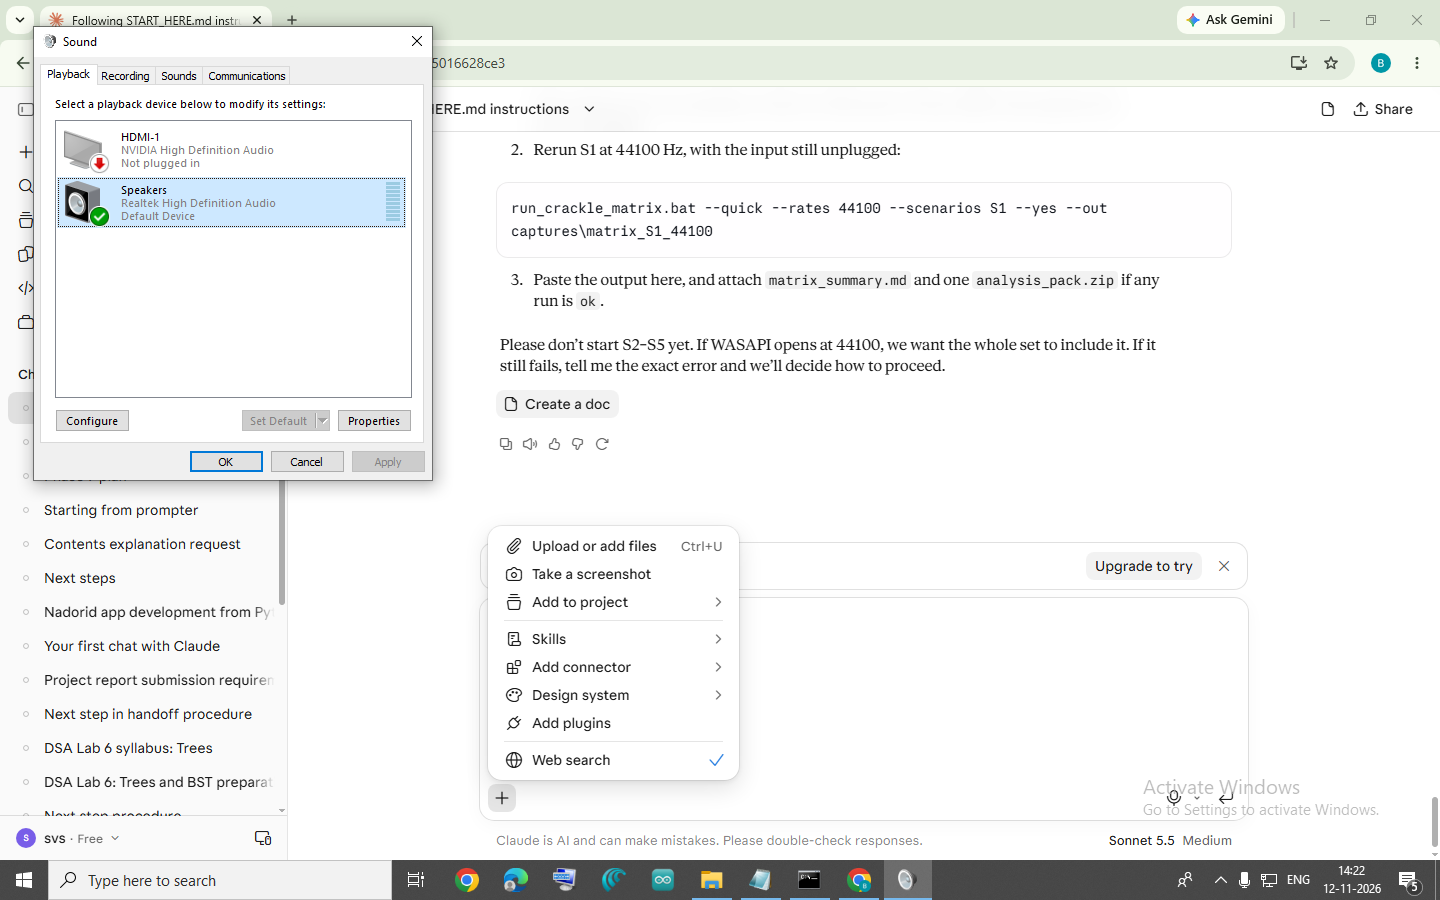 Following START_HERE.md instru
Ask Gemini
Sound
5016628ce3
B
Playback
Recording
Sounds
Communications
Select a playback device below to modify its settings:
HDMI-1
NVIDIA High Definition Audio
Not plugged in
Speakers
Realtek High Definition Audio
Default Device
Configure
Set Default
Properties
OK
Cancel
Apply
ERE.md instructions
Share
2. Rerun S1 at 44100 Hz, with the input still unplugged:
run_crackle_matrix.bat --quick --rates 44100 --scenarios S1 --yes --out
captures\matrix_S1_44100
3. Paste the output here, and attach matrix_summary.md and one analysis_pack.zip if any
run is ok.
Please don’t start S2–S5 yet. If WASAPI opens at 44100, we want the whole set to include it. If it
still fails, tell me the exact error and we’ll decide how to proceed.
Create a doc
Ch
Starting from prompter
Contents explanation request
Next steps
Nadorid app development from Py
Your first chat with Claude
Project report submission requiren
Next step in handoff procedure
DSA Lab 6 syllabus: Trees
DSA Lab 6: Trees and BST preparat
Next step procedure
S
svs · Free
Upload or add files Ctrl+U
Take a screenshot
Add to project
Skills
Add connector
Design system
Add plugins
Web search
Upgrade to try
Activate Windows
Go to Settings to activate Windows.
Claude is AI and can make mistakes. Please double-check responses.
Sonnet 5.5 Medium
Type here to search
ENG
14:22
12-11-2026
5